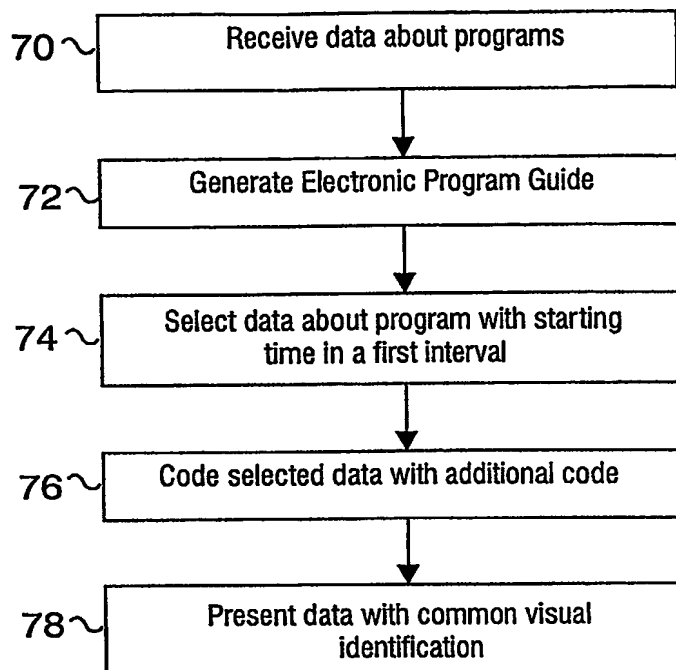 70 Receive data about programs
72 Generate Electronic Program Guide
74 Select data about program with starting
time in a first interval
76 Code selected data with additional code
78 Present data with common visual
identification